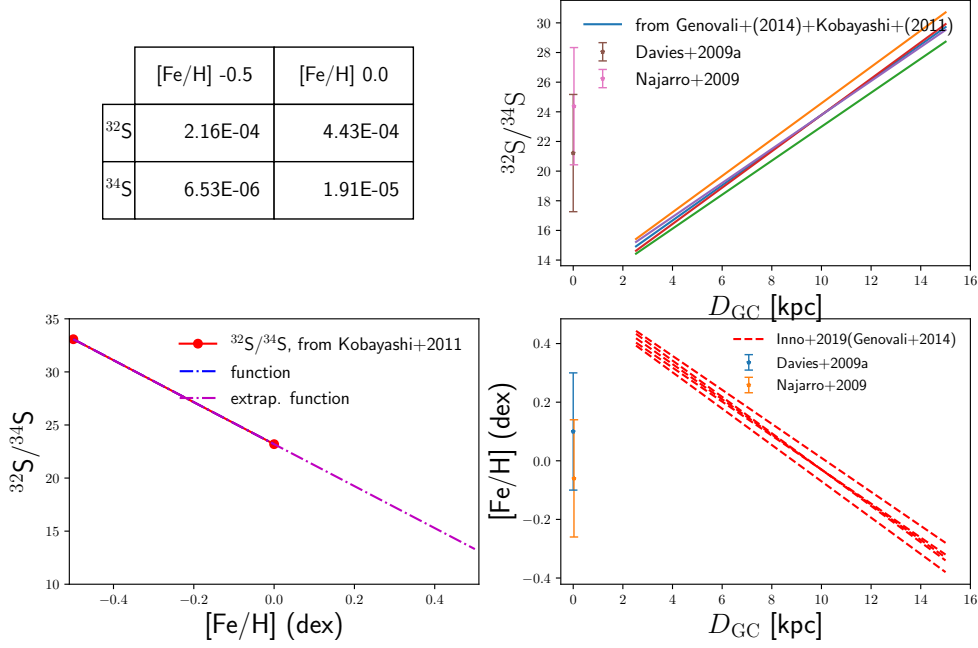 [Fe/H] -0.5 [Fe/H] 0.0
³²S 2.16E-04 4.43E-04
³⁴S 6.53E-06 1.91E-05
30
28
26
24
22
20
18
16
14
³²S/³⁴S
from Genovali+(2014)+Kobayashi+(2011)
Davies+2009a
Najarro+2009
0 2 4 6 8 10 12 14 16
D_GC [kpc]
35
30
25
20
15
10
³²S/³⁴S
³²S/³⁴S, from Kobayashi+2011
function
extrap. function
−0.4 −0.2 0.0 0.2 0.4
[Fe/H] (dex)
0.4
0.2
0.0
−0.2
−0.4
[Fe/H] (dex)
Inno+2019(Genovali+2014)
Davies+2009a
Najarro+2009
0 2 4 6 8 10 12 14 16
D_GC [kpc]